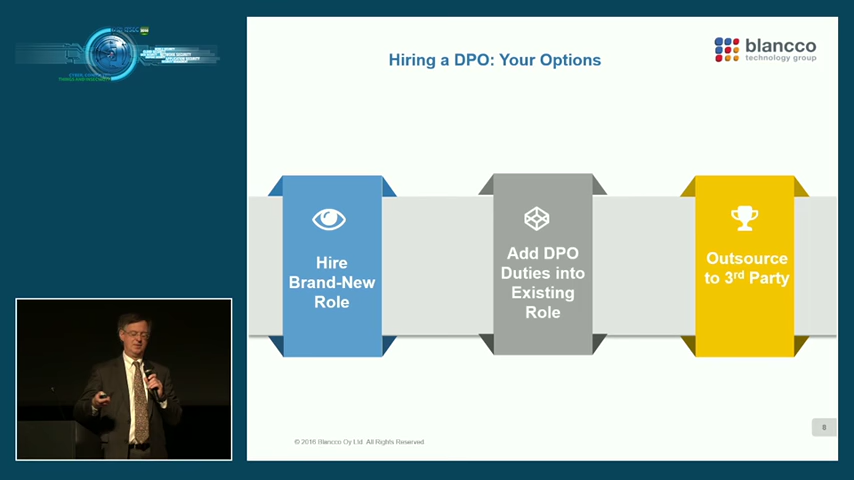 Hiring a DPO: Your Options
blancco
technology group
Hire
Brand-New
Role
Add DPO
Duties into
Existing
Role
Outsource
to 3rd Party
8
© 2016 Blancco Oy Ltd. All Rights Reserved